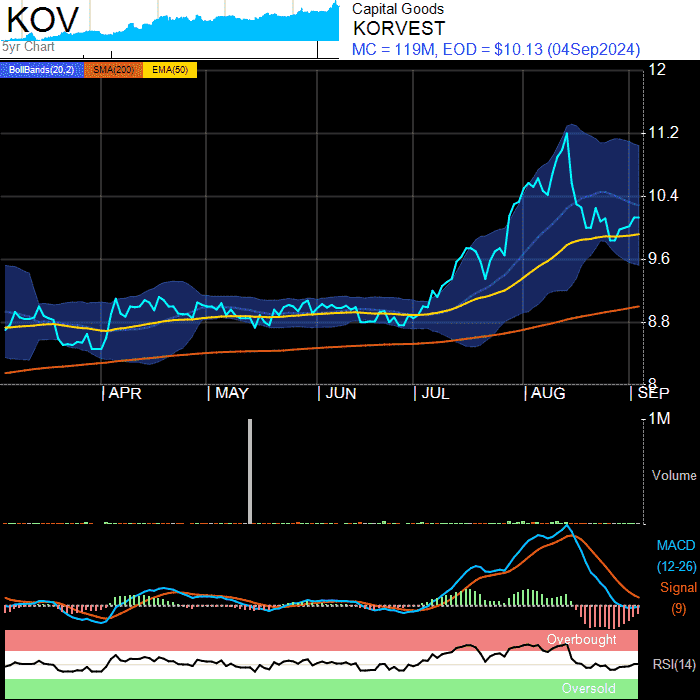 KOV
5yr Chart
Capital Goods
KORVEST
MC = 119M, EOD = $10.13 (04Sep2024)
BollBands(20,2) SMA(200) EMA(50)
12
11.2
10.4
9.6
8.8
8
APR MAY JUN JUL AUG SEP
1M
Volume
MACD
(12-26)
Signal
(9)
Overbought
RSI(14)
Oversold